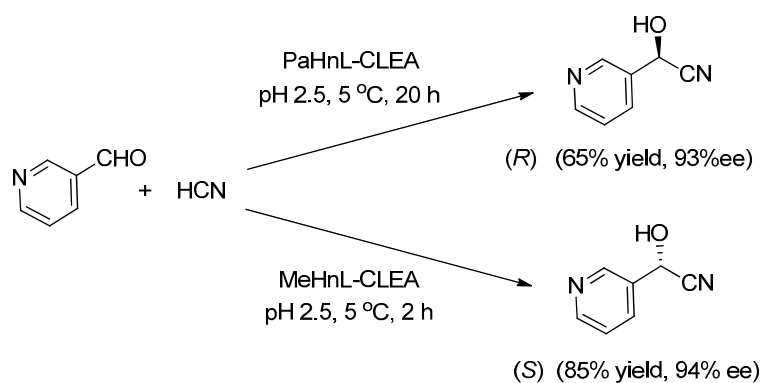 HO
PaHnL-CLEA
N
CN
pH 2.5, 5 °C, 20 h
CHO
(R) (65% yield, 93%ee)
N
+ HCN
HO
MeHnL-CLEA
N
CN
pH 2.5, 5 °C, 2 h
(S) (85% yield, 94% ee)